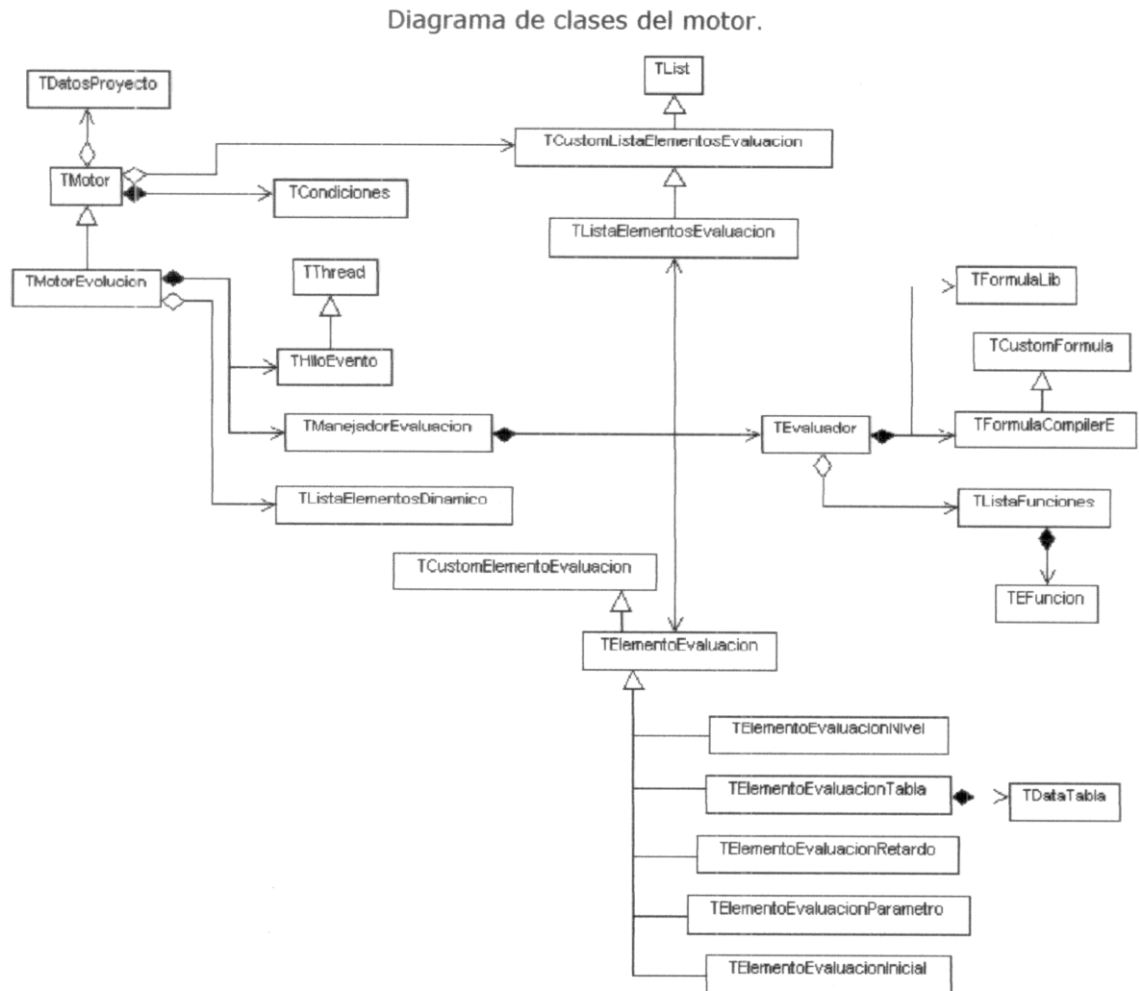 Diagrama de clases del motor.
TList
TDatosProyecto
TCustomListaElementosEvaluacion
TMotor
TCondiciones
TListaElementosEvaluacion
TMotorEvolucion
TThread
TFormulaLib
TCustomFormula
THiloEvento
TManejadorEvaluacion
TEvaluador
TFormulaCompilerE
TListaElementosDinamico
TListaFunciones
TCustomElementoEvaluacion
TEFuncion
TElementoEvaluacion
TElementoEvaluacionNivel
TElementoEvaluacionTabla
TDataTabla
TElementoEvaluacionRetardo
TElementoEvaluacionParametro
TElementoEvaluacionInicial